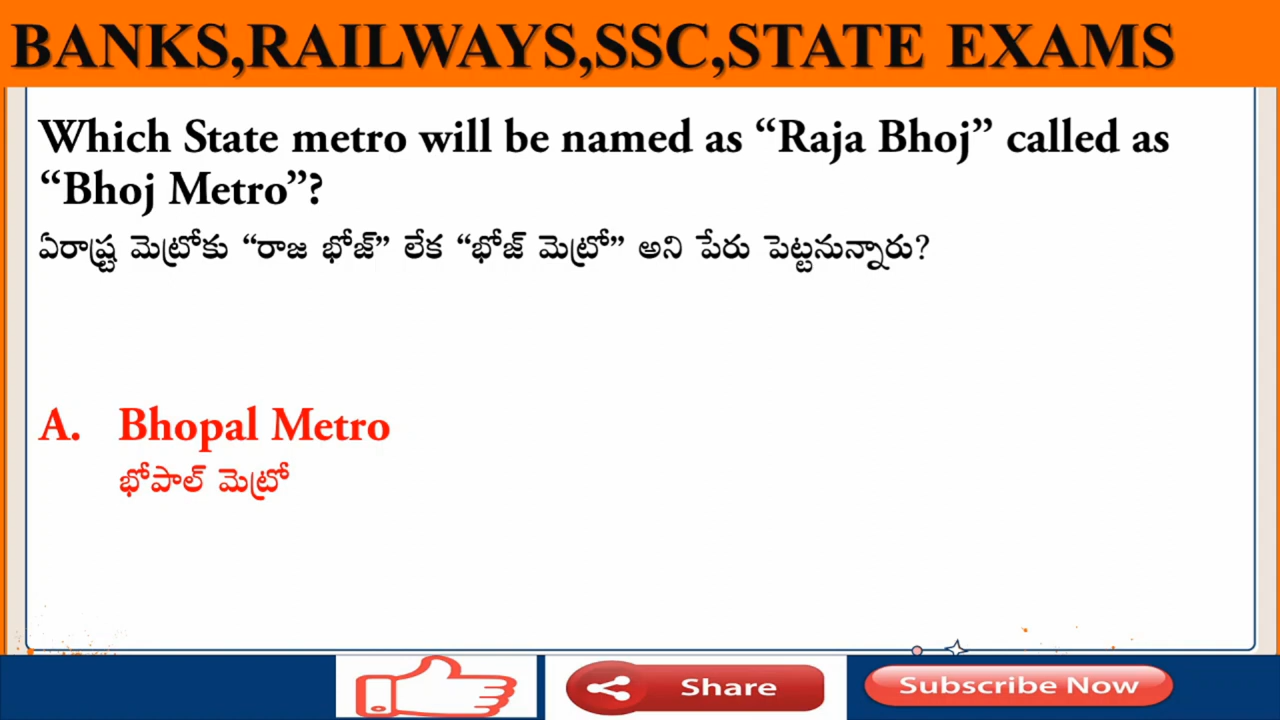 BANKS,RAILWAYS,SSC,STATE EXAMS
Which State metro will be named as “Raja Bhoj” called as
“Bhoj Metro”?
ఏరాష్ట్ర మెట్రోకు “రాజ భోజ్” లేక “భోజ్ మెట్రో” అని పేరు పెట్టనున్నారు?
A. Bhopal Metro
భోపాల్ మెట్రో
Share
Subscribe Now